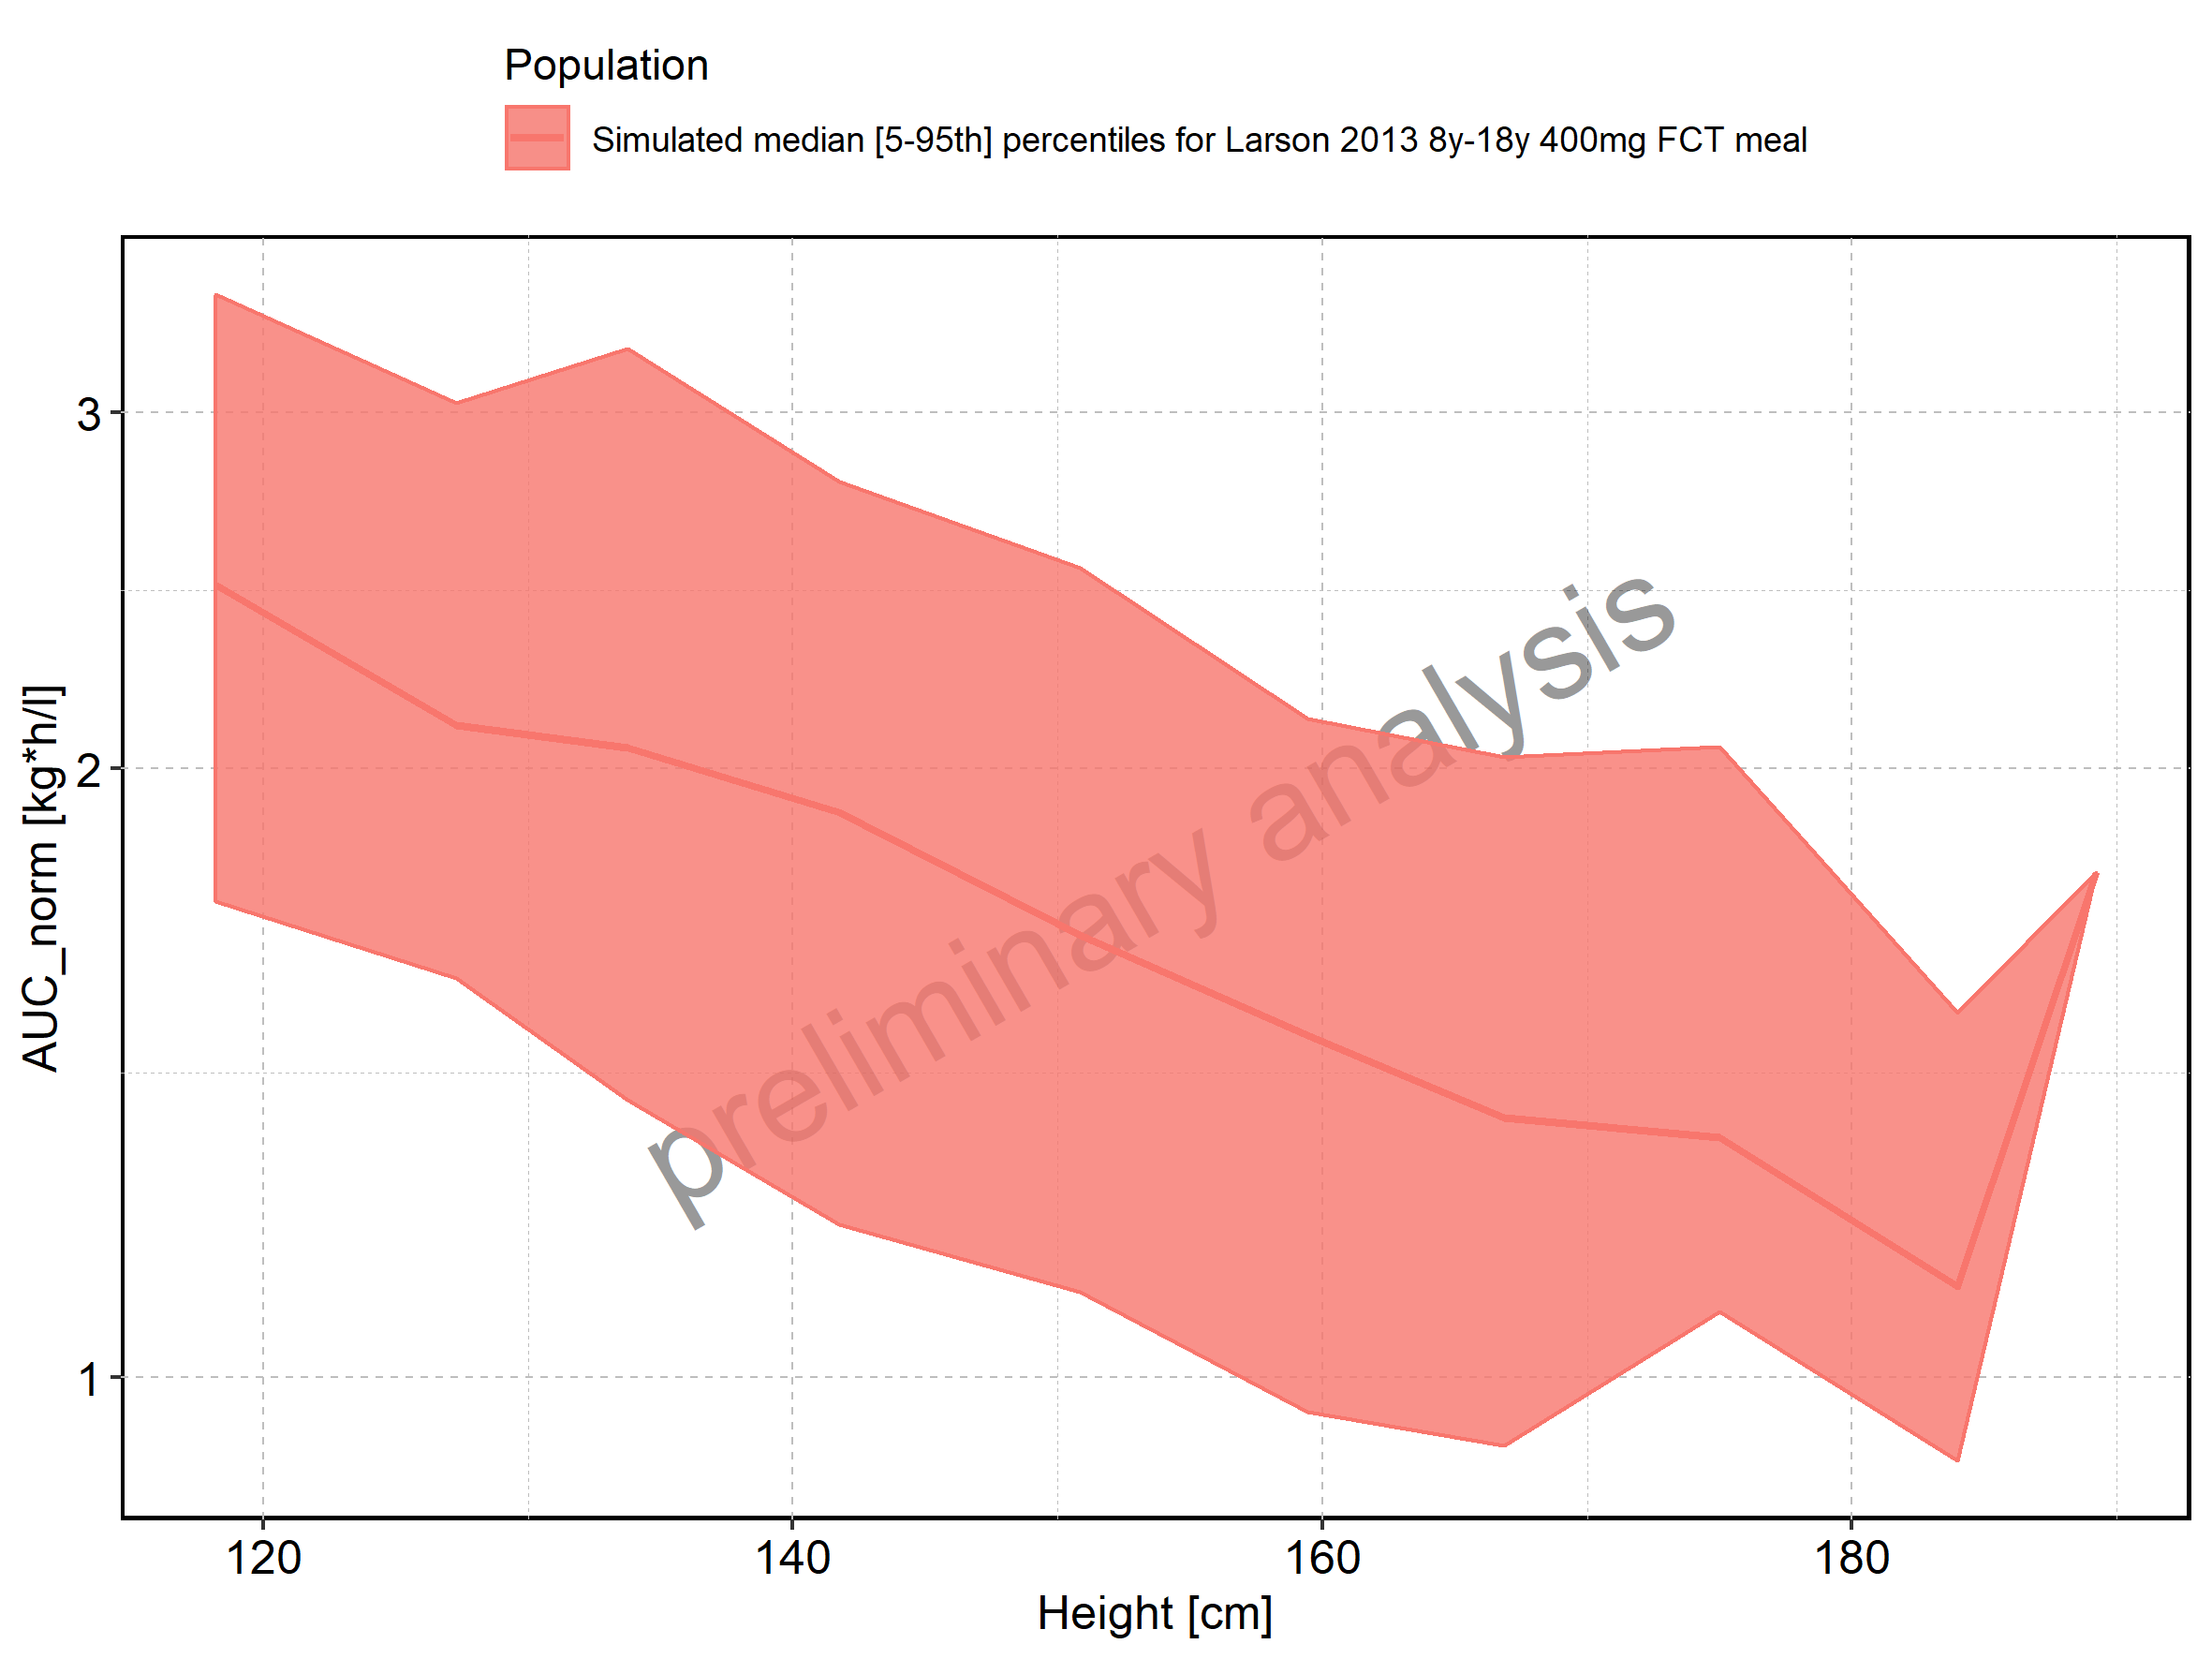 Population
Simulated median [5-95th] percentiles for Larson 2013 8y-18y 400mg FCT meal
3
2
1
AUC_norm [kg*h/l]
preliminary analysis
120 140 160 180
Height [cm]